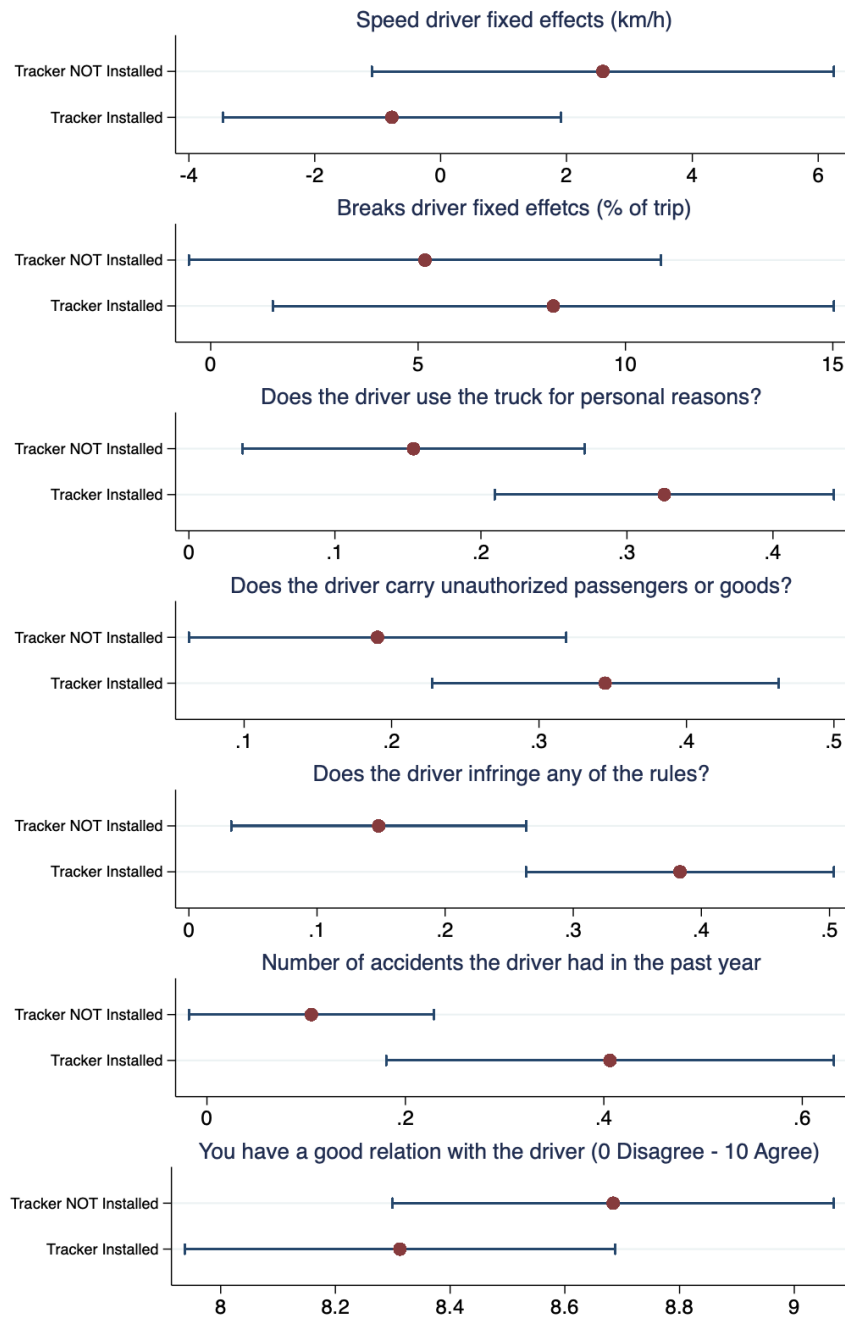 Speed driver fixed effects (km/h)
Tracker NOT Installed
Tracker Installed
-4 -2 0 2 4 6
Breaks driver fixed effetcs (% of trip)
Tracker NOT Installed
Tracker Installed
0 5 10 15
Does the driver use the truck for personal reasons?
Tracker NOT Installed
Tracker Installed
0 .1 .2 .3 .4
Does the driver carry unauthorized passengers or goods?
Tracker NOT Installed
Tracker Installed
.1 .2 .3 .4 .5
Does the driver infringe any of the rules?
Tracker NOT Installed
Tracker Installed
0 .1 .2 .3 .4 .5
Number of accidents the driver had in the past year
Tracker NOT Installed
Tracker Installed
0 .2 .4 .6
You have a good relation with the driver (0 Disagree - 10 Agree)
Tracker NOT Installed
Tracker Installed
8 8.2 8.4 8.6 8.8 9